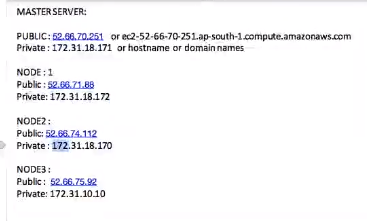 MASTER SERVER:
PUBLIC: 52.66.70.251 or ec2-52-66-70-251.ap-south-1.compute.amazonaws.com
Private : 172.31.18.171 or hostname or domain names
NODE : 1
Public : 52.66.71.88
Private: 172.31.18.172
NODE2 :
Public: 52.66.74.112
Private : 172.31.18.170
NODE3 :
Public : 52.66.75.92
Private: 172.31.10.10